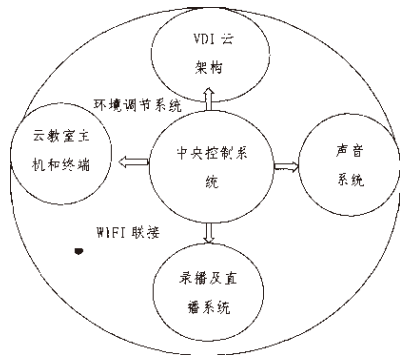 VDI 云
架构
环境调节系统
云教室主
机和终端
中央控制系
统
声音
系统
WIFI 联接
录播及直
播系统